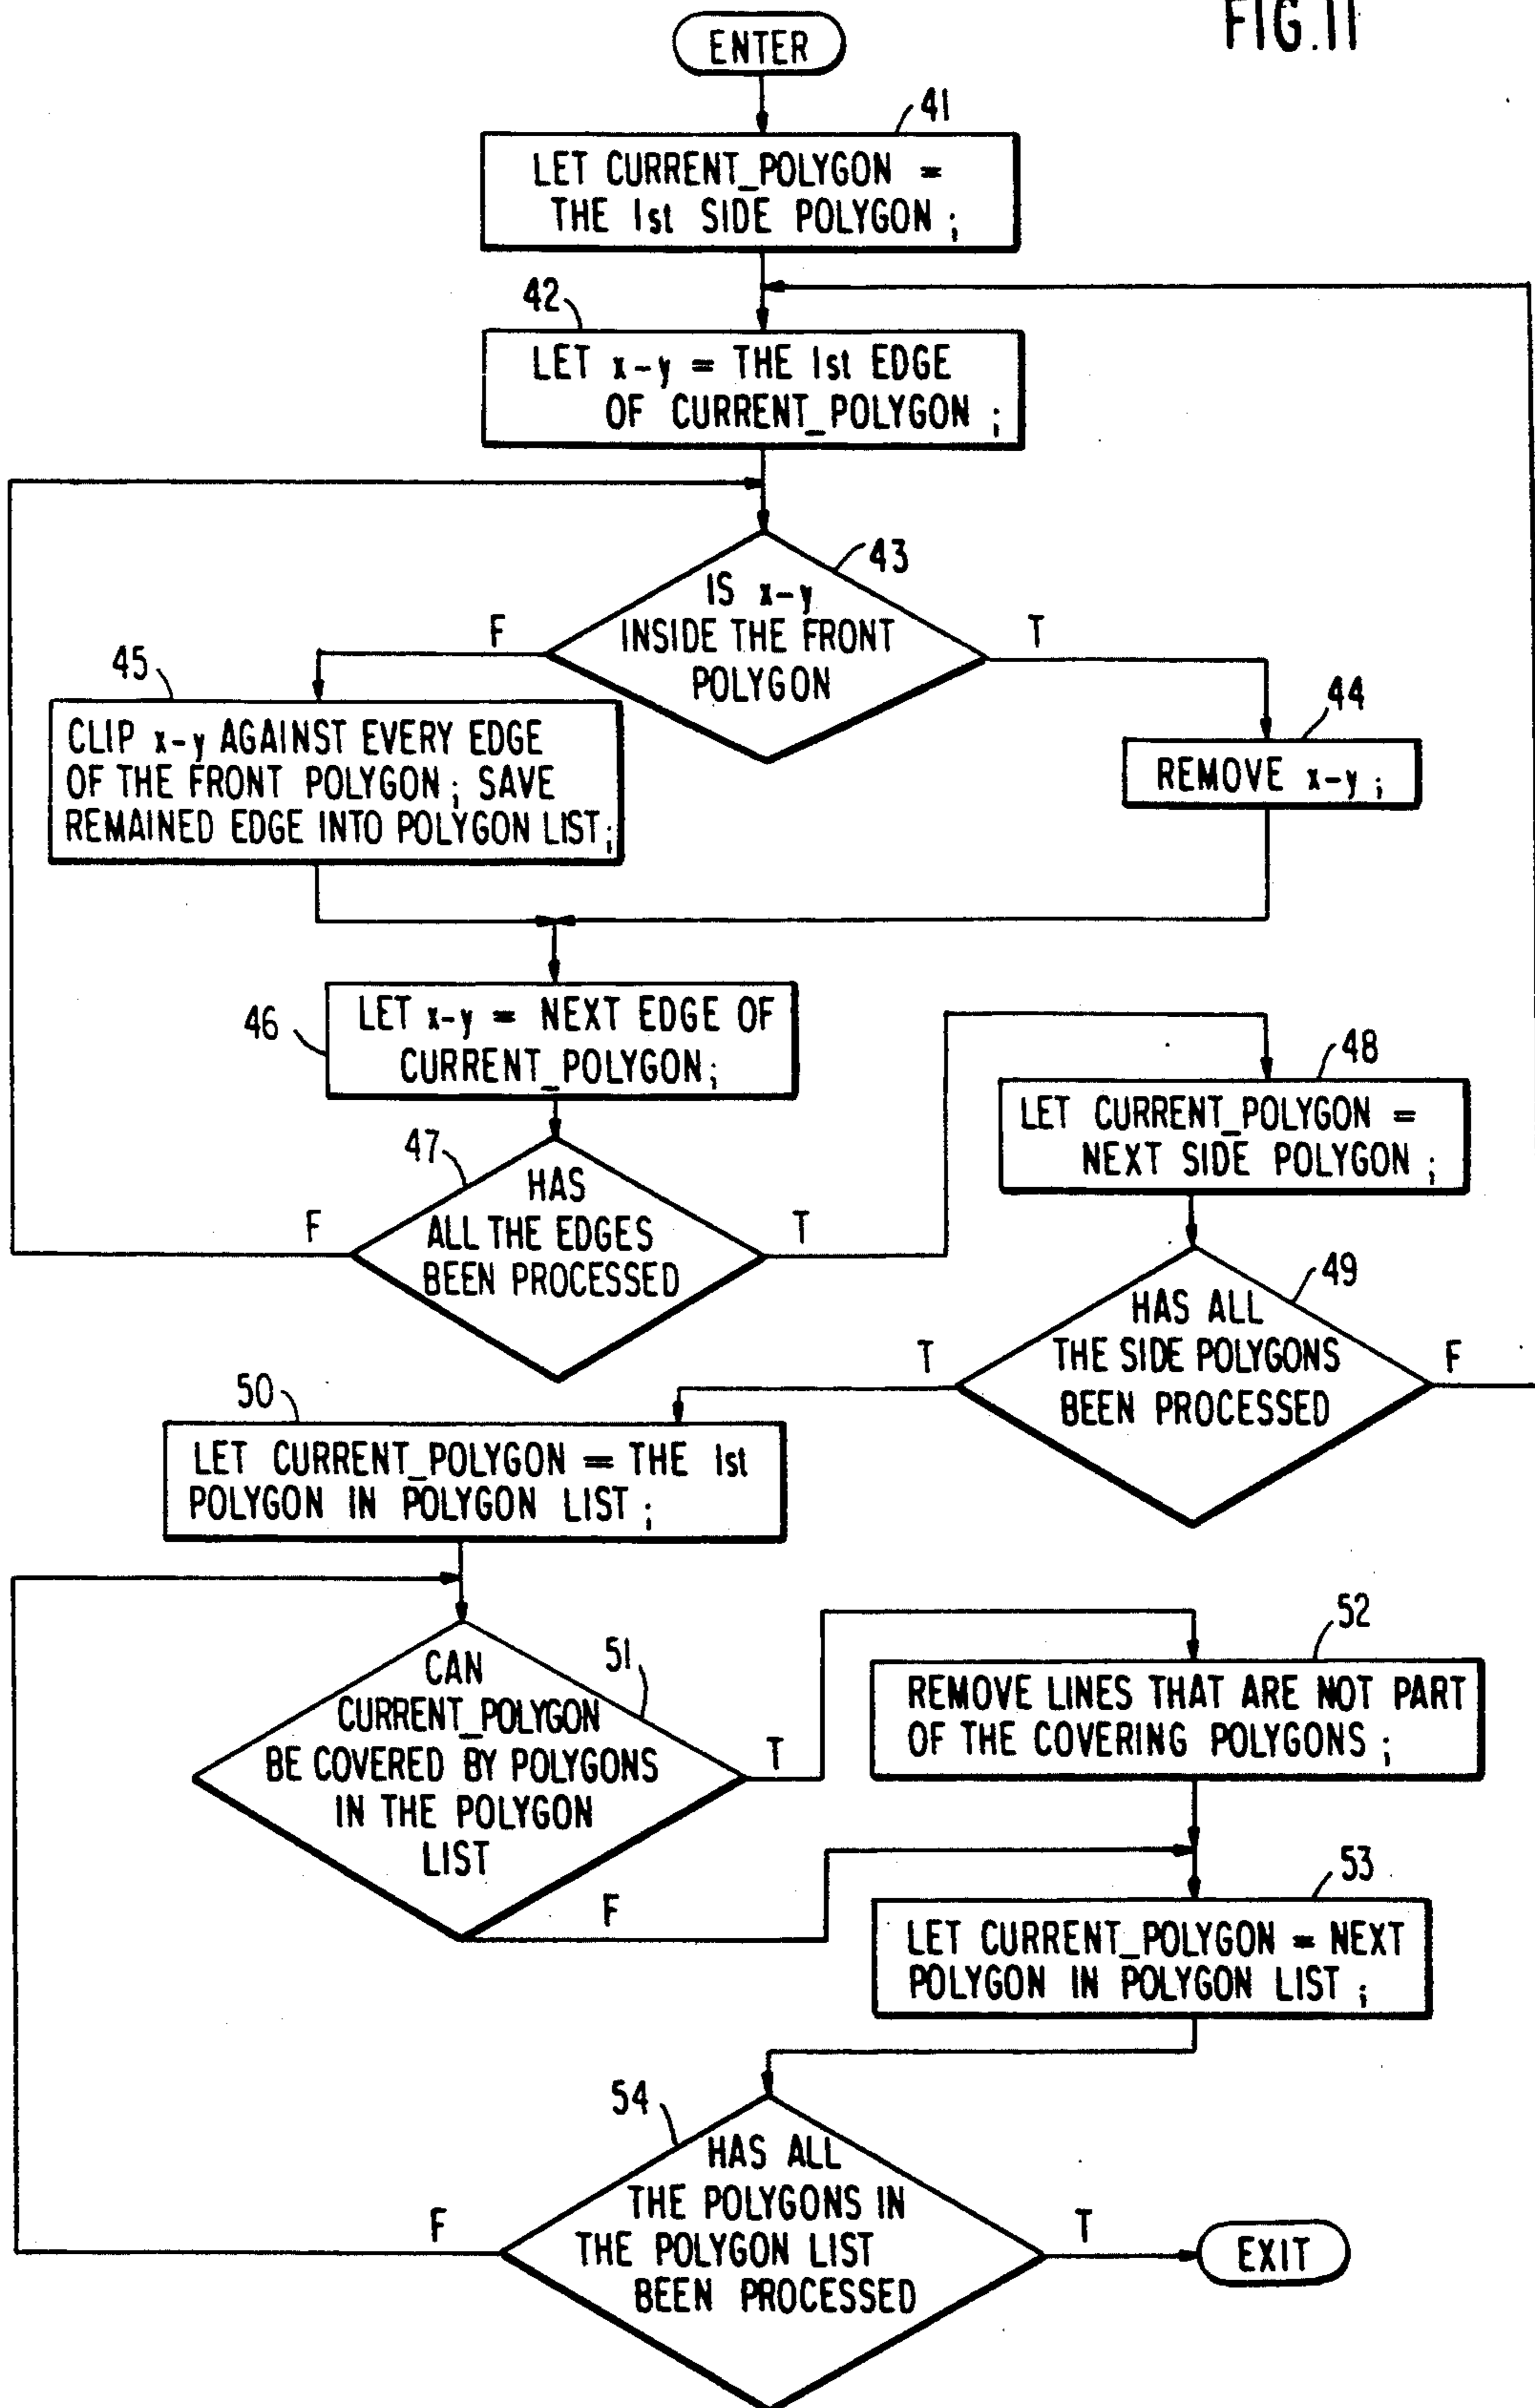 FIG.11
ENTER
41
LET CURRENT_POLYGON =
THE 1st SIDE POLYGON ;
42
LET x-y = THE 1st EDGE
OF CURRENT_POLYGON ;
43
IS x-y
INSIDE THE FRONT
POLYGON
F
T
45
CLIP x-y AGAINST EVERY EDGE
OF THE FRONT POLYGON ; SAVE
REMAINED EDGE INTO POLYGON LIST ;
44
REMOVE x-y ;
46
LET x-y = NEXT EDGE OF
CURRENT_POLYGON ;
47
HAS
ALL THE EDGES
BEEN PROCESSED
F
T
48
LET CURRENT_POLYGON =
NEXT SIDE POLYGON ;
49
HAS ALL
THE SIDE POLYGONS
BEEN PROCESSED
T
F
50
LET CURRENT_POLYGON = THE 1st
POLYGON IN POLYGON LIST ;
51
CAN
CURRENT_POLYGON
BE COVERED BY POLYGONS
IN THE POLYGON
LIST
T
F
52
REMOVE LINES THAT ARE NOT PART
OF THE COVERING POLYGONS ;
53
LET CURRENT_POLYGON = NEXT
POLYGON IN POLYGON LIST ;
54
HAS ALL
THE POLYGONS IN
THE POLYGON LIST
BEEN PROCESSED
F
T
EXIT